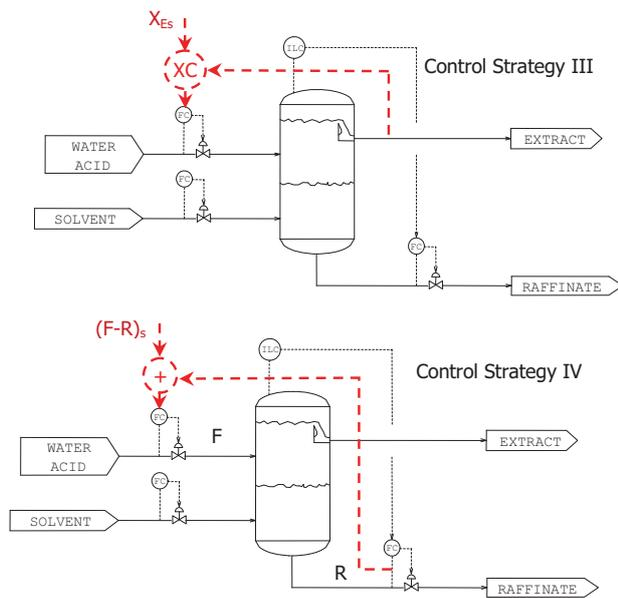 X_Es
ILC
XC
Control Strategy III
FC
WATER
ACID
EXTRACT
FC
SOLVENT
FC
RAFFINATE
(F-R)_s
ILC
+
Control Strategy IV
FC
F
WATER
ACID
EXTRACT
FC
SOLVENT
FC
R
RAFFINATE